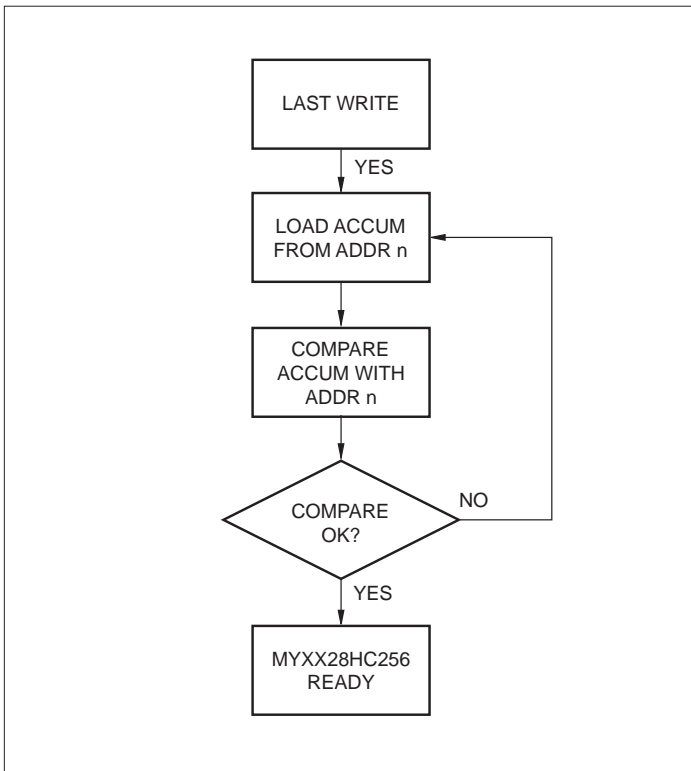 LAST WRITE
YES
LOAD ACCUM
FROM ADDR n
COMPARE
ACCUM WITH
ADDR n
COMPARE
OK?
NO
YES
MYXX28HC256
READY